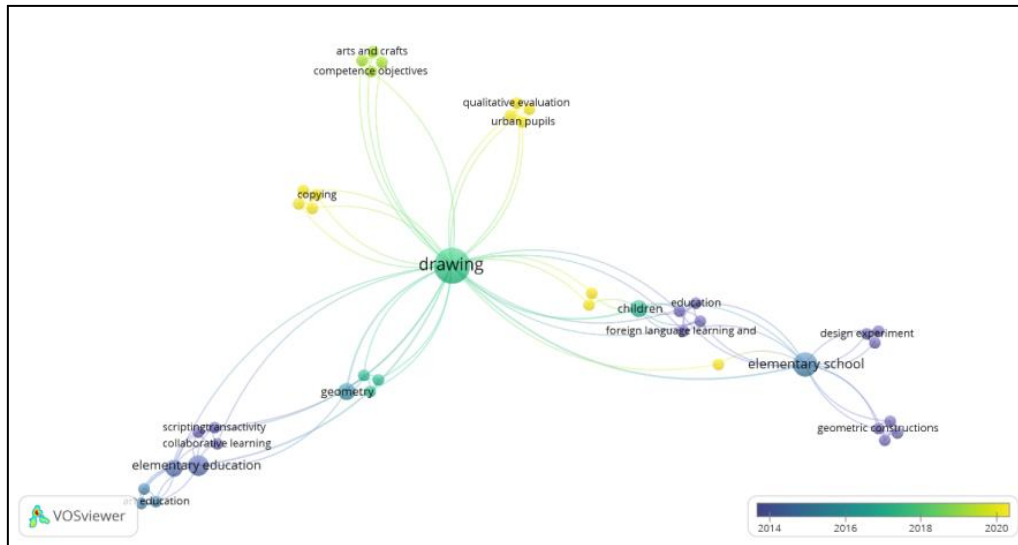 arts and crafts
competence objectives
qualitative evaluation
urban pupils
copying
drawing
children
education
foreign language learning and
design experiment
elementary school
geometry
scriptingtransactivity
geometric constructions
collaborative learning
elementary education
art education
VOSviewer
2014 2016 2018 2020